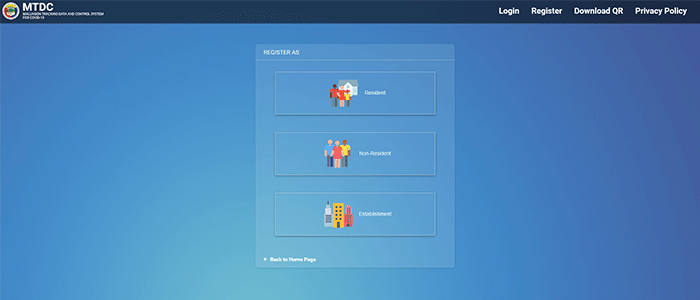 MTDC
MALUNGON TRACKING DATA AND CONTROL SYSTEM
FOR COVID-19
Login Register Download QR Privacy Policy
REGISTER AS
Resident
Non-Resident
Establishment
Back to Home Page